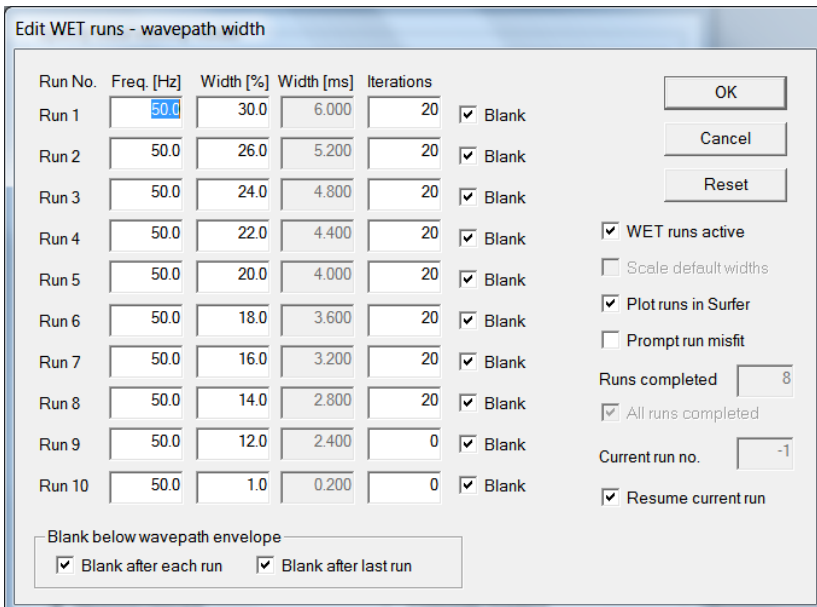 Edit WET runs - wavepath width
Run No. Freq. [Hz] Width [%] Width [ms] Iterations
Run 1 50.0 30.0 6.000 20 Blank
Run 2 50.0 26.0 5.200 20 Blank
Run 3 50.0 24.0 4.800 20 Blank
Run 4 50.0 22.0 4.400 20 Blank
Run 5 50.0 20.0 4.000 20 Blank
Run 6 50.0 18.0 3.600 20 Blank
Run 7 50.0 16.0 3.200 20 Blank
Run 8 50.0 14.0 2.800 20 Blank
Run 9 50.0 12.0 2.400 0 Blank
Run 10 50.0 1.0 0.200 0 Blank
OK
Cancel
Reset
WET runs active
Scale default widths
Plot runs in Surfer
Prompt run misfit
Runs completed 8
All runs completed
Current run no. -1
Resume current run
Blank below wavepath envelope
Blank after each run Blank after last run